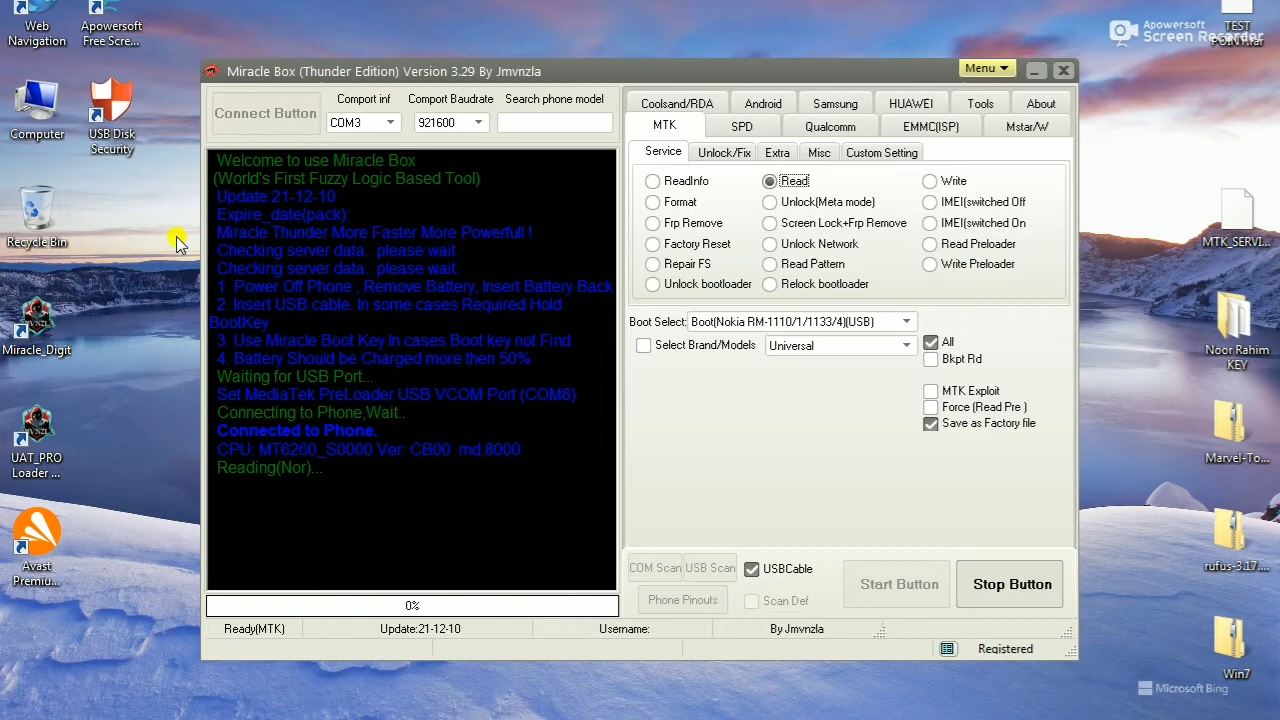 Web
Navigation
Apowersoft
Free Scre...
Computer
USB Disk
Security
Recycle Bin
Miracle_Digit
UAT_PRO
Loader ...
Avast
Premiu...
Apowersoft
Screen Recorder
TEST
POINT.rar
MTK_SERVI...
Noor Rahim
KEY
Marvel-To...
rufus-3.17....
Win7
Microsoft Bing
Miracle Box (Thunder Edition) Version 3.29 By Jmvnzla
Menu
Connect Button
Comport inf
COM3
Comport Baudrate
921600
Search phone model
Welcome to use Miracle Box
(World's First Fuzzy Logic Based Tool)
Update:21-12-10
Expire_date(pack):
Miracle Thunder More Faster More Powerfull !
Checking server data.. please wait.
Checking server data.. please wait.
1. Power Off Phone , Remove Battery, Insert Battery Back
2. Insert USB cable. In some cases Required Hold
BootKey
3. Use Miracle Boot Key In cases Boot key not Find
4. Battery Should be Charged more then 50%
Waiting for USB Port...
Set MediaTek PreLoader USB VCOM Port (COM8)
Connecting to Phone,Wait..
Connected to Phone.
CPU: MT6260_S0000 Ver: CB00 md:8000
Reading(Nor)...
0%
Coolsand/RDA Android Samsung HUAWEI Tools About
MTK SPD Qualcomm EMMC(ISP) Mstar/W
Service Unlock/Fix Extra Misc Custom Setting
ReadInfo Read Write
Format Unlock(Meta mode) IMEI(switched Off
Frp Remove Screen Lock+Frp Remove IMEI(switched On
Factory Reset Unlock Network Read Preloader
Repair FS Read Pattern Write Preloader
Unlock bootloader Relock bootloader
Boot Select: Boot(Nokia RM-1110/1/1133/4)(USB)
Select Brand/Models Universal All
Bkpt Rd
MTK Exploit
Force (Read Pre )
Save as Factory file
COM Scan USB Scan USBCable
Phone Pinouts Scan Def
Start Button Stop Button
Ready(MTK) Update:21-12-10 Username: By Jmvnzla
Registered